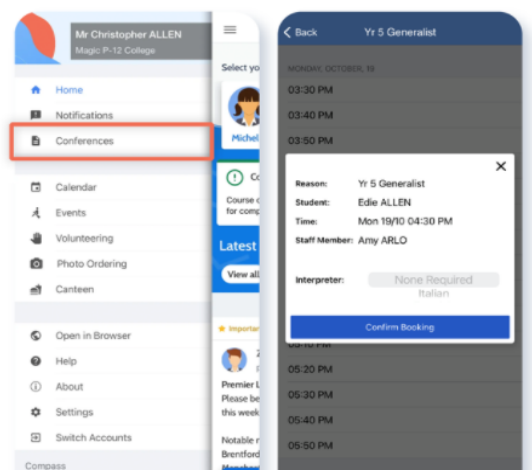 Mr Christopher ALLEN
Magic P-12 College
Home
Notifications
Conferences
Calendar
Events
Volunteering
Photo Ordering
Canteen
Open in Browser
Help
About
Settings
Switch Accounts
Compass
Select yo
Michel
Co
Course c
for comp
Latest
View all
Importan
Premier L
Please be
this week
Notable r
Brentford
Back
Yr 5 Generalist
MONDAY, OCTOBER, 19
03:30 PM
03:40 PM
03:50 PM
Reason: Yr 5 Generalist
Student: Edie ALLEN
Time: Mon 19/10 04:30 PM
Staff Member: Amy ARLO
Interpreter: None Required
Italian
Confirm Booking
05:10 PM
05:20 PM
05:30 PM
05:40 PM
05:50 PM